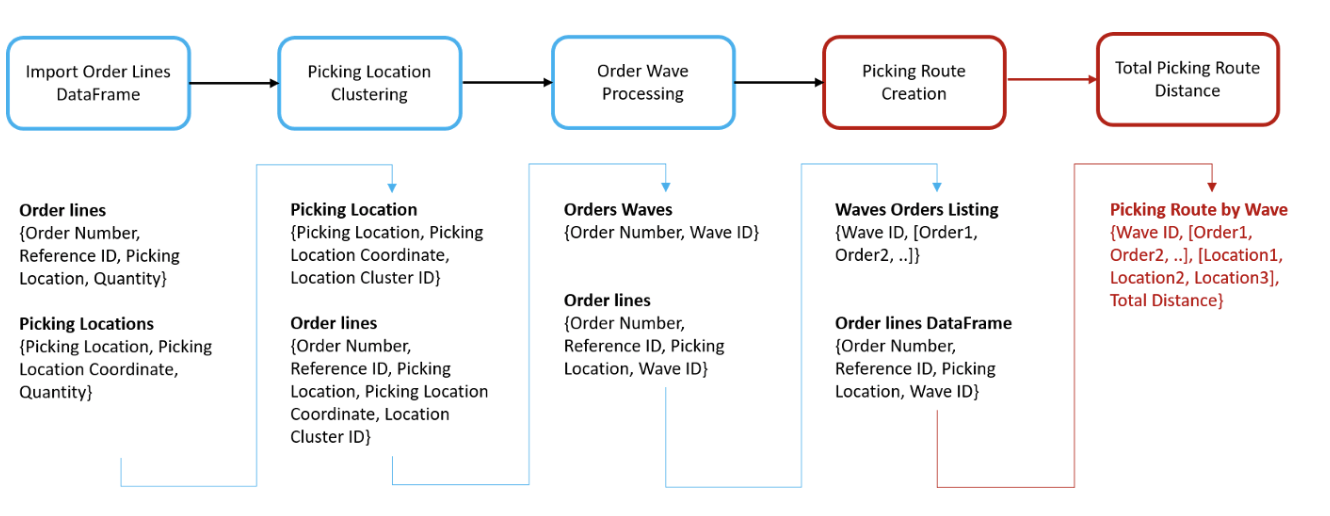 Import Order Lines
DataFrame
Picking Location
Clustering
Order Wave
Processing
Picking Route
Creation
Total Picking Route
Distance
Order lines
{Order Number,
Reference ID, Picking
Location, Quantity}
Picking Locations
{Picking Location, Picking
Location Coordinate,
Quantity}
Picking Location
{Picking Location, Picking
Location Coordinate,
Location Cluster ID}
Order lines
{Order Number,
Reference ID, Picking
Location, Picking Location
Coordinate, Location
Cluster ID}
Orders Waves
{Order Number, Wave ID}
Order lines
{Order Number,
Reference ID, Picking
Location, Wave ID}
Waves Orders Listing
{Wave ID, [Order1,
Order2, ..]}
Order lines DataFrame
{Order Number,
Reference ID, Picking
Location, Wave ID}
Picking Route by Wave
{Wave ID, [Order1,
Order2, ..], [Location1,
Location2, Location3],
Total Distance}